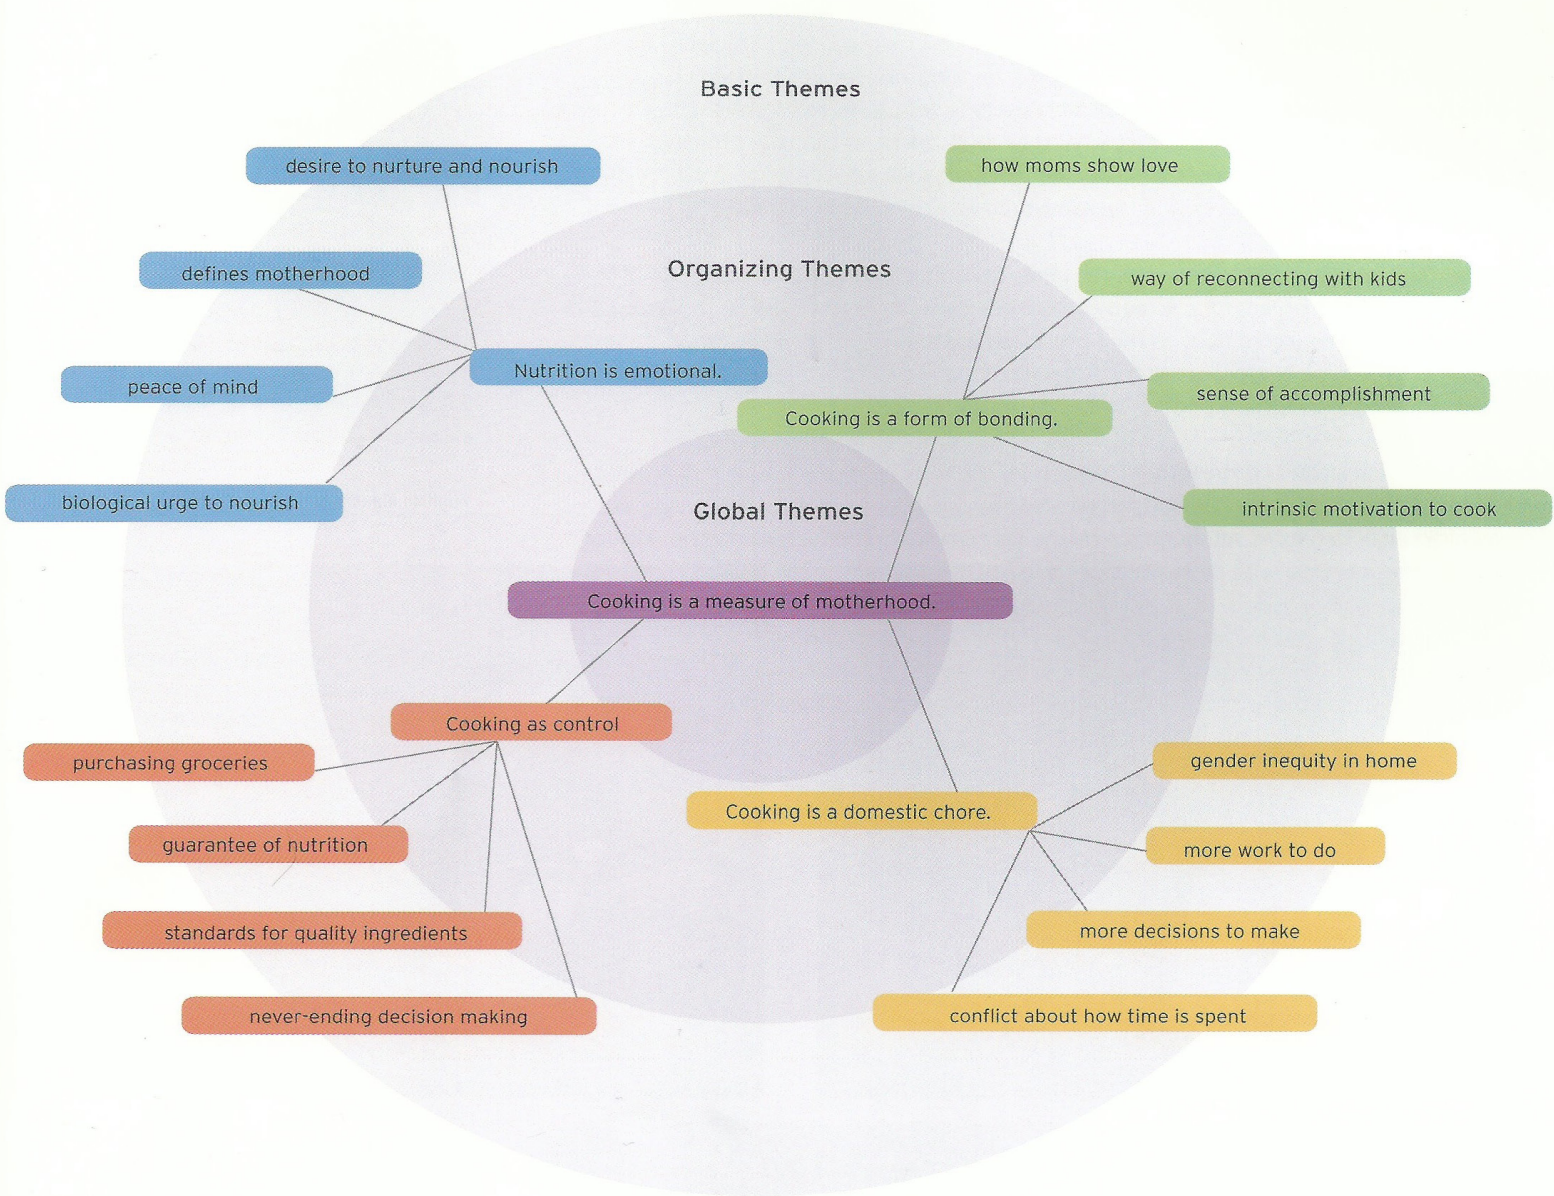 Basic Themes
desire to nurture and nourish
how moms show love
Organizing Themes
defines motherhood
way of reconnecting with kids
Nutrition is emotional.
peace of mind
sense of accomplishment
Cooking is a form of bonding.
biological urge to nourish
Global Themes
intrinsic motivation to cook
Cooking is a measure of motherhood.
Cooking as control
purchasing groceries
gender inequity in home
Cooking is a domestic chore.
guarantee of nutrition
more work to do
standards for quality ingredients
more decisions to make
never-ending decision making
conflict about how time is spent